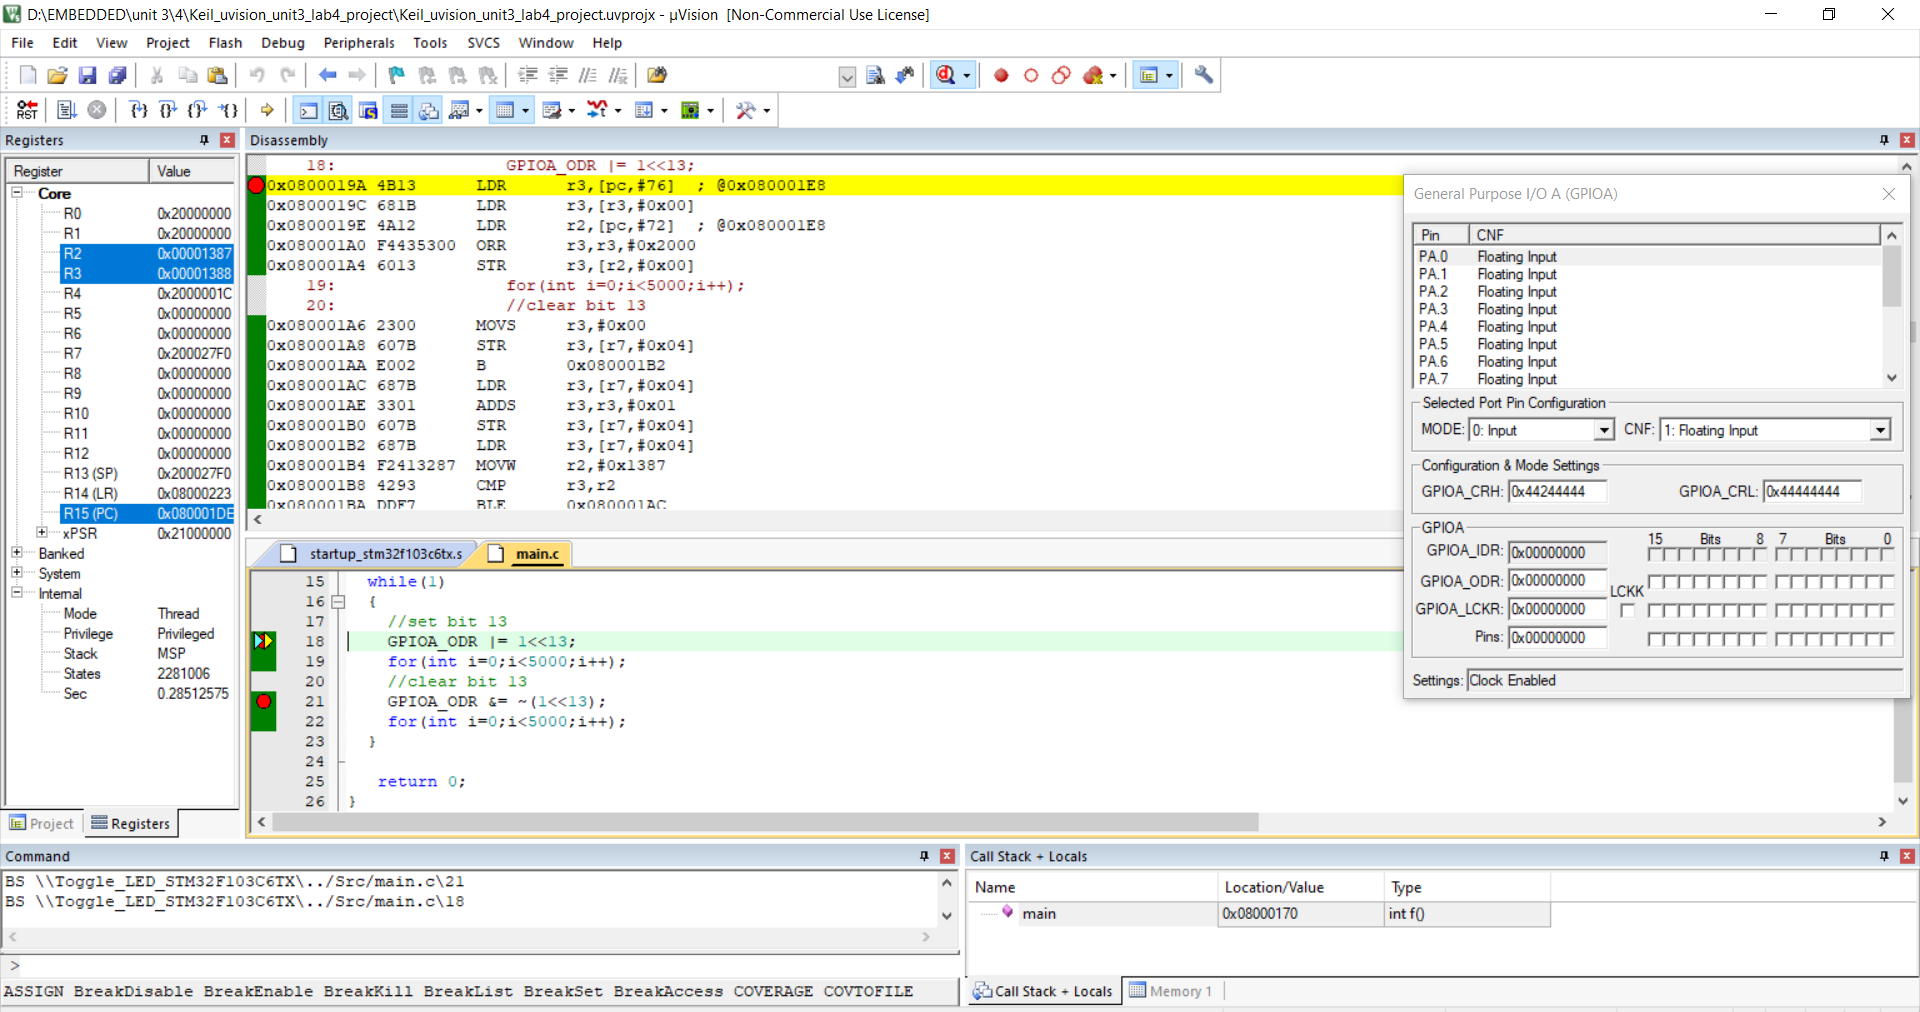 D:\EMBEDDED\unit 3\4\Keil_uvision_unit3_lab4_project\Keil_uvision_unit3_lab4_project.uvprojx - µVision [Non-Commercial Use License]
File Edit View Project Flash Debug Peripherals Tools SVCS Window Help
RST
Registers
Register Value
Core
R0 0x20000000
R1 0x20000000
R2 0x00001387
R3 0x00001388
R4 0x2000001C
R5 0x00000000
R6 0x00000000
R7 0x200027F0
R8 0x00000000
R9 0x00000000
R10 0x00000000
R11 0x00000000
R12 0x00000000
R13 (SP) 0x200027F0
R14 (LR) 0x08000223
R15 (PC) 0x080001DE
xPSR 0x21000000
Banked
System
Internal
Mode Thread
Privilege Privileged
Stack MSP
States 2281006
Sec 0.28512575
Project Registers
Disassembly
18: GPIOA_ODR |= 1<<13;
0x0800019A 4B13 LDR r3,[pc,#76] ; @0x080001E8
0x0800019C 681B LDR r3,[r3,#0x00]
0x0800019E 4A12 LDR r2,[pc,#72] ; @0x080001E8
0x080001A0 F4435300 ORR r3,r3,#0x2000
0x080001A4 6013 STR r3,[r2,#0x00]
19: for(int i=0;i<5000;i++);
20: //clear bit 13
0x080001A6 2300 MOVS r3,#0x00
0x080001A8 607B STR r3,[r7,#0x04]
0x080001AA E002 B 0x080001B2
0x080001AC 687B LDR r3,[r7,#0x04]
0x080001AE 3301 ADDS r3,r3,#0x01
0x080001B0 607B STR r3,[r7,#0x04]
0x080001B2 687B LDR r3,[r7,#0x04]
0x080001B4 F2413287 MOVW r2,#0x1387
0x080001B8 4293 CMP r3,r2
0x080001BA DDF7 BLE 0x080001AC
startup_stm32f103c6tx.s main.c
15 while(1)
16 {
17 //set bit 13
18 GPIOA_ODR |= 1<<13;
19 for(int i=0;i<5000;i++);
20 //clear bit 13
21 GPIOA_ODR &= ~(1<<13);
22 for(int i=0;i<5000;i++);
23 }
24
25 return 0;
26 }
General Purpose I/O A (GPIOA)
Pin CNF
PA.0 Floating Input
PA.1 Floating Input
PA.2 Floating Input
PA.3 Floating Input
PA.4 Floating Input
PA.5 Floating Input
PA.6 Floating Input
PA.7 Floating Input
Selected Port Pin Configuration
MODE: 0: Input CNF: 1: Floating Input
Configuration & Mode Settings
GPIOA_CRH: 0x44244444 GPIOA_CRL: 0x44444444
GPIOA
15 Bits 8 7 Bits 0
GPIOA_IDR: 0x00000000
GPIOA_ODR: 0x00000000
LCKK
GPIOA_LCKR: 0x00000000
Pins: 0x00000000
Settings: Clock Enabled
Command
BS \\Toggle_LED_STM32F103C6TX\../Src/main.c\21
BS \\Toggle_LED_STM32F103C6TX\../Src/main.c\18
>
ASSIGN BreakDisable BreakEnable BreakKill BreakList BreakSet BreakAccess COVERAGE COVTOFILE
Call Stack + Locals
Name Location/Value Type
main 0x08000170 int f()
Call Stack + Locals Memory 1